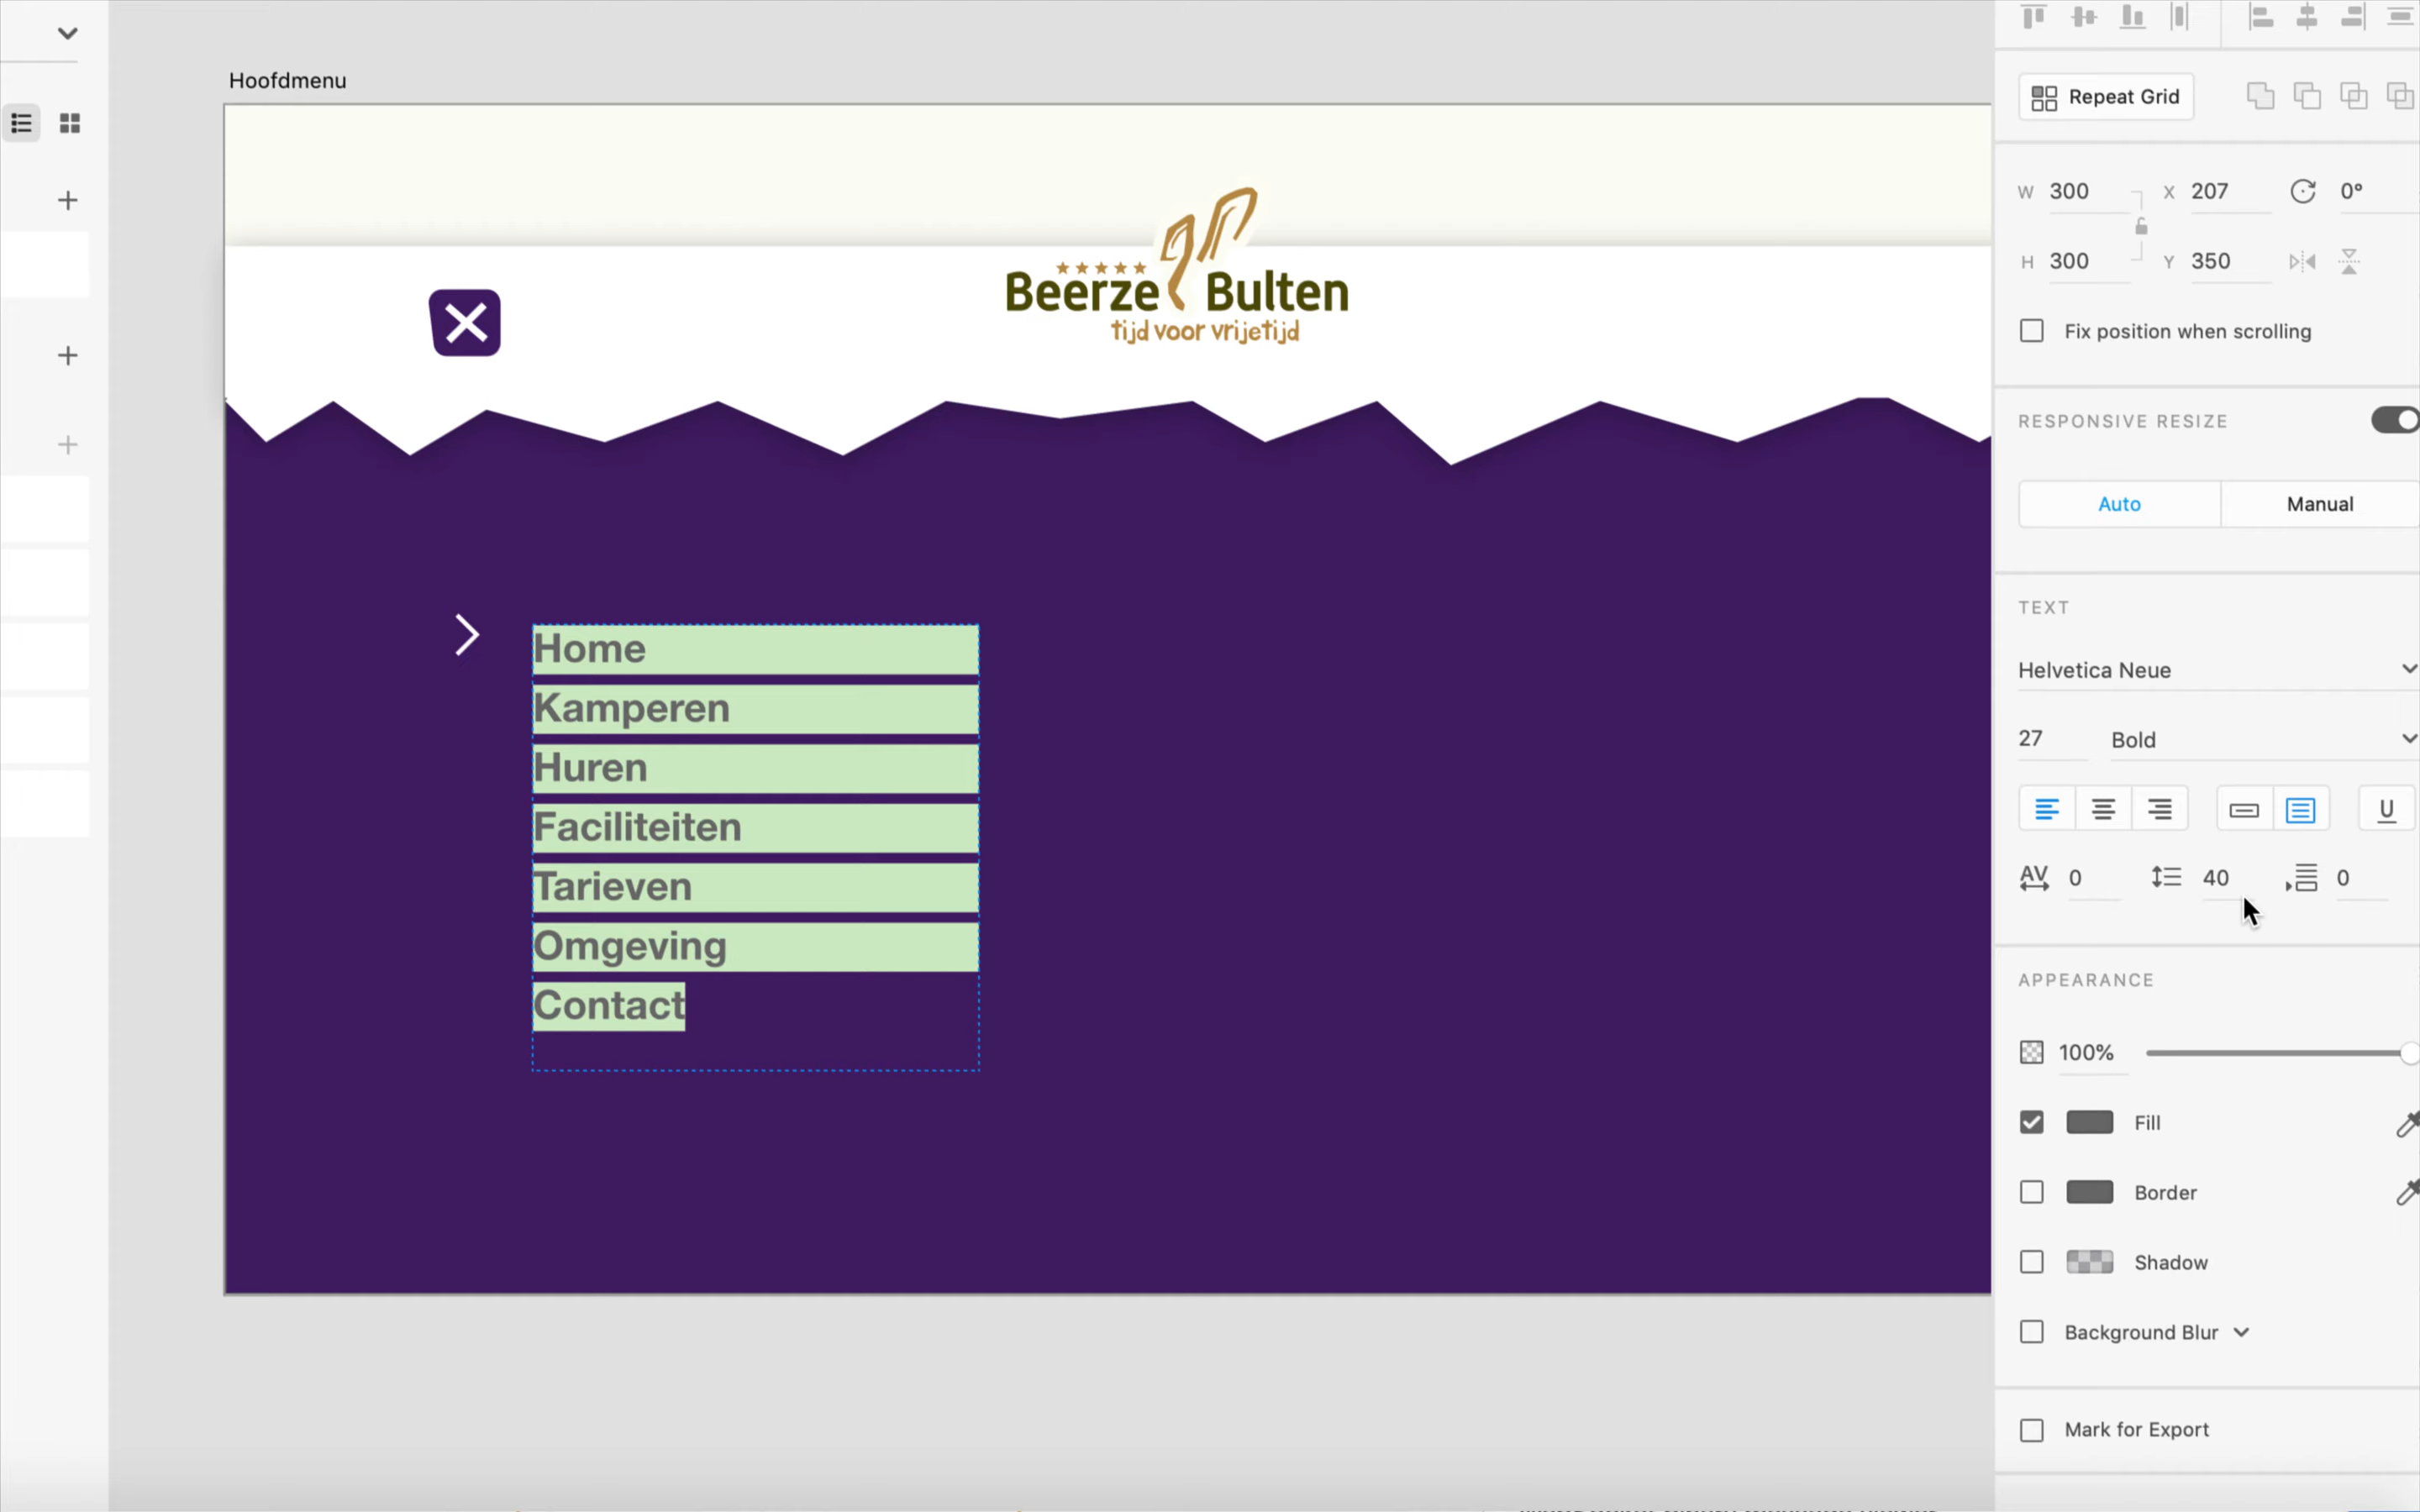 Hoofdmenu
Beerze Bulten
tijd voor vrijetijd
Home
Kamperen
Huren
Faciliteiten
Tarieven
Omgeving
Contact
Repeat Grid
W 300 X 207 0°
H 300 Y 350
Fix position when scrolling
RESPONSIVE RESIZE
Auto Manual
TEXT
Helvetica Neue
27 Bold
U
AV 0 40 0
APPEARANCE
100%
Fill
Border
Shadow
Background Blur
Mark for Export